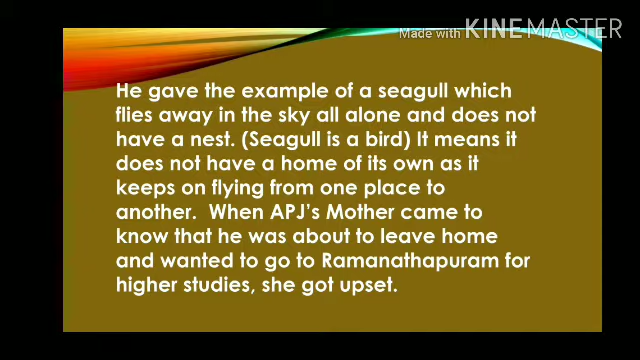 Made with KINEMASTER
He gave the example of a seagull which
flies away in the sky all alone and does not
have a nest. (Seagull is a bird) It means it
does not have a home of its own as it
keeps on flying from one place to
another.  When APJ's Mother came to
know that he was about to leave home
and wanted to go to Ramanathapuram for
higher studies, she got upset.